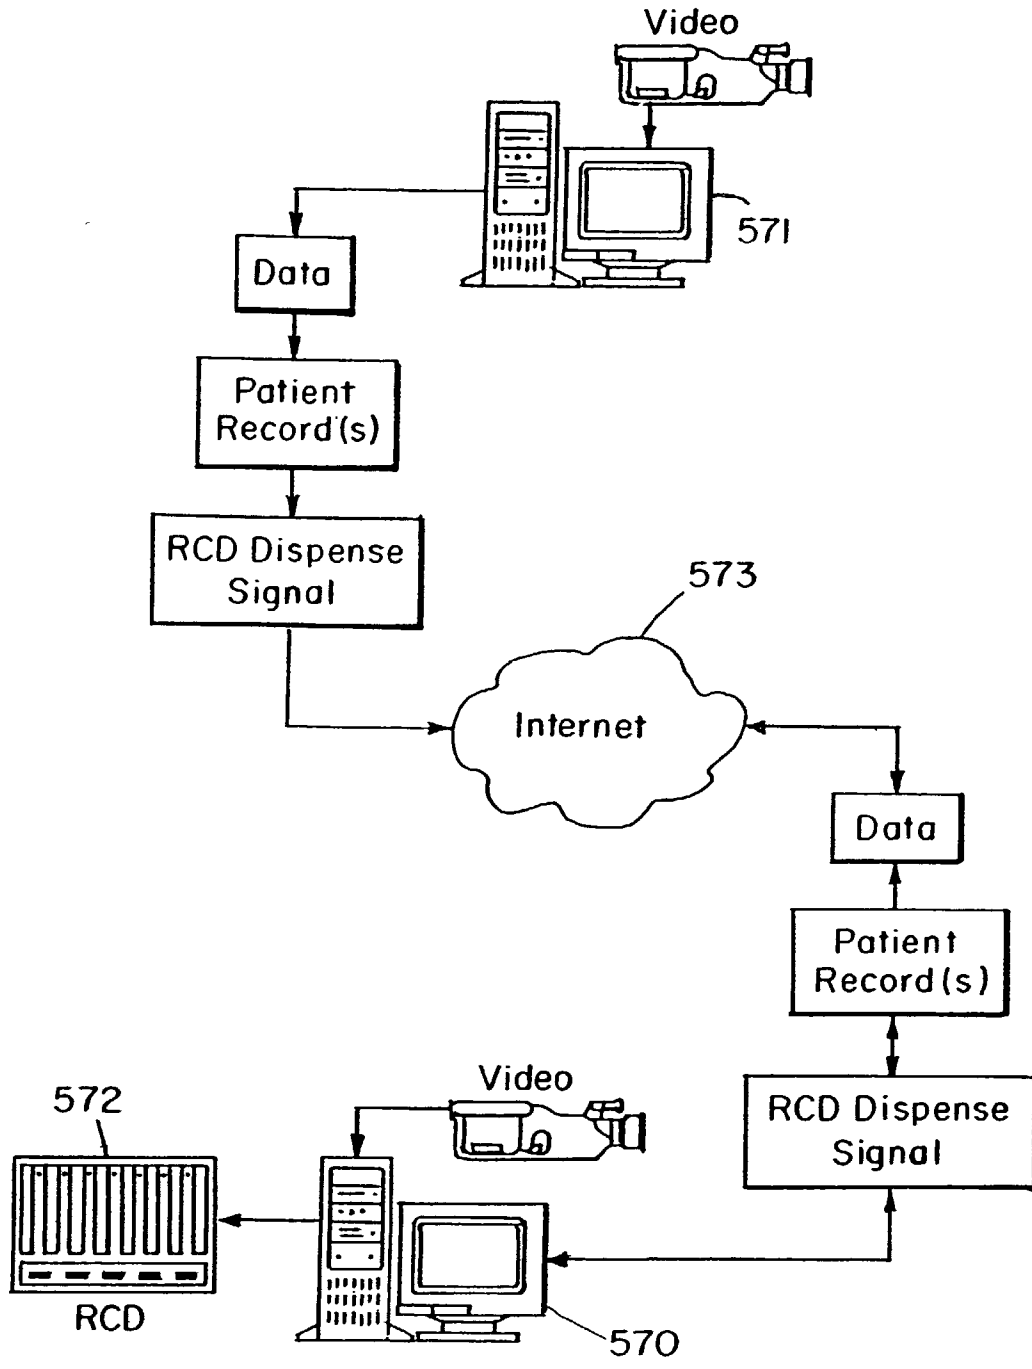 Video
571
Data
Patient
Record(s)
RCD Dispense
Signal
573
Internet
Data
Patient
Record(s)
Video
572
RCD Dispense
Signal
RCD
570